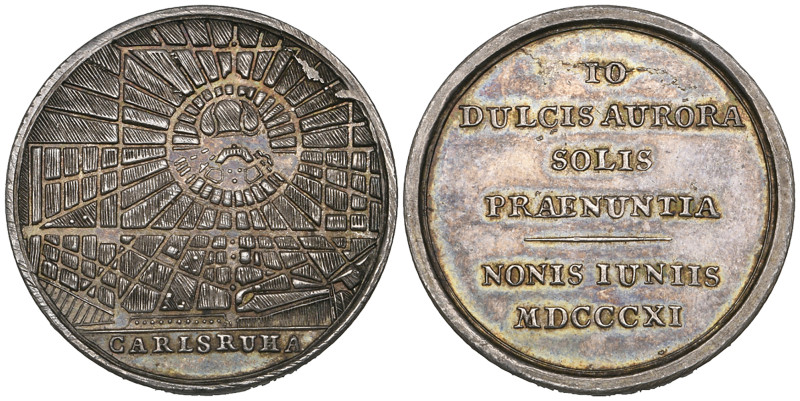 CARLSRUHA
IO
DULCIS AURORA
SOLIS
PRAENUNTIA
NONIS IUNIIS
MDCCCXI